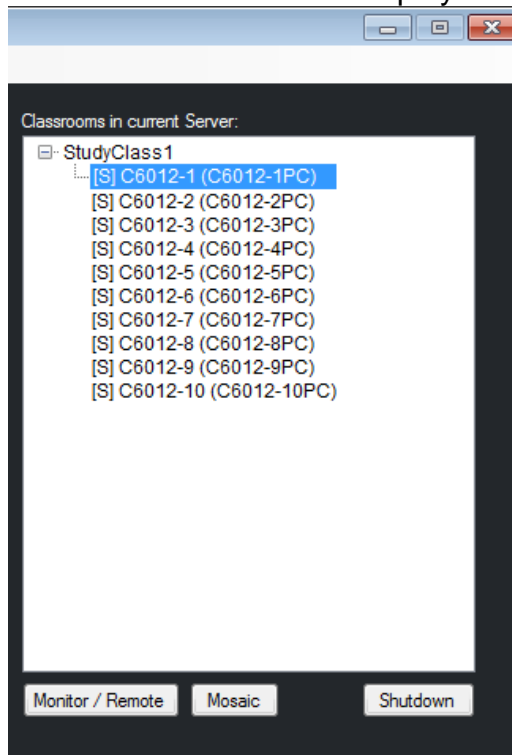 Classrooms in current Server:
StudyClass1
[S] C6012-1 (C6012-1PC)
[S] C6012-2 (C6012-2PC)
[S] C6012-3 (C6012-3PC)
[S] C6012-4 (C6012-4PC)
[S] C6012-5 (C6012-5PC)
[S] C6012-6 (C6012-6PC)
[S] C6012-7 (C6012-7PC)
[S] C6012-8 (C6012-8PC)
[S] C6012-9 (C6012-9PC)
[S] C6012-10 (C6012-10PC)
Monitor / Remote Mosaic Shutdown